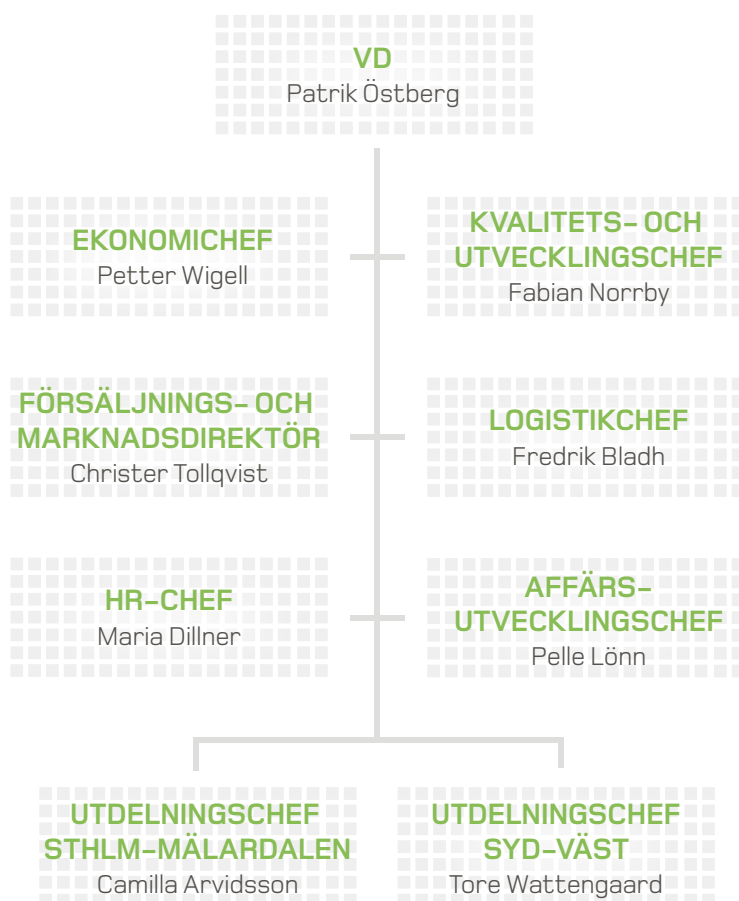 VD
Patrik Östberg
EKONOMICHEF
Petter Wigell
KVALITETS- OCH
UTVECKLINGSCHEF
Fabian Norrby
FÖRSÄLJNINGS- OCH
MARKNADSDIREKTÖR
Christer Tollqvist
LOGISTIKCHEF
Fredrik Bladh
HR-CHEF
Maria Dillner
AFFÄRS-
UTVECKLINGSCHEF
Pelle Lönn
UTDELNINGSCHEF
STHLM-MÄLARDALEN
Camilla Arvidsson
UTDELNINGSCHEF
SYD-VÄST
Tore Wattengaard